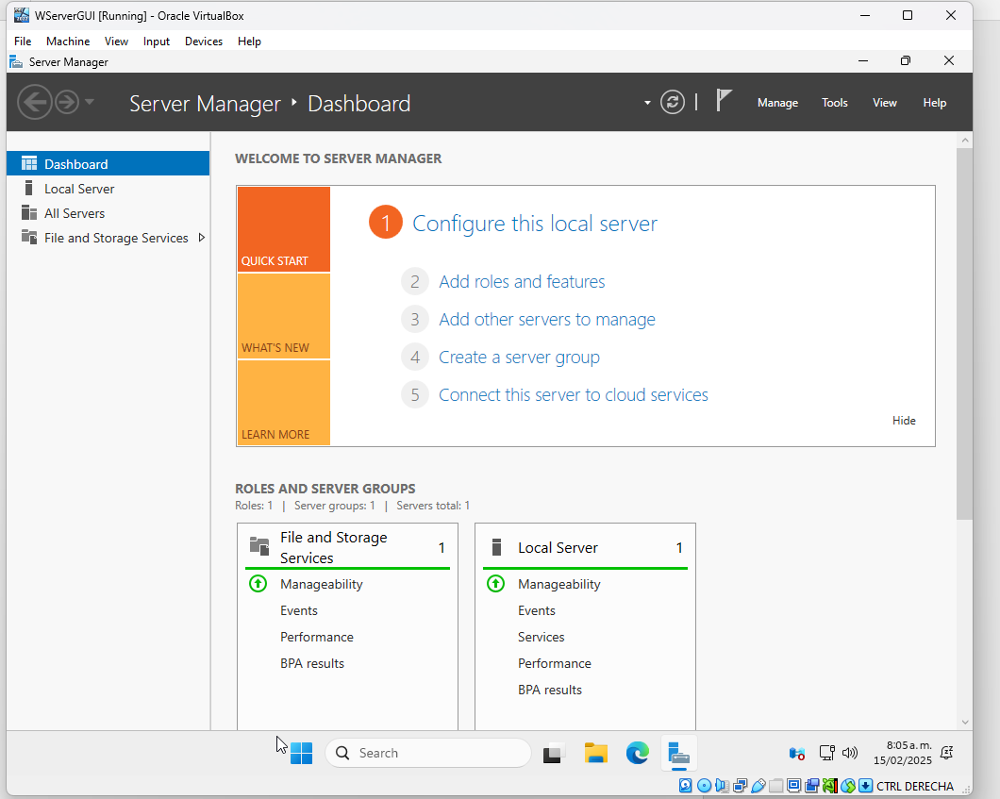 WServerGUI [Running] - Oracle VirtualBox
File Machine View Input Devices Help
Server Manager
Server Manager ‣ Dashboard
Manage Tools View Help
Dashboard
Local Server
All Servers
File and Storage Services
WELCOME TO SERVER MANAGER
QUICK START
WHAT'S NEW
LEARN MORE
1 Configure this local server
2 Add roles and features
3 Add other servers to manage
4 Create a server group
5 Connect this server to cloud services
Hide
ROLES AND SERVER GROUPS
Roles: 1 | Server groups: 1 | Servers total: 1
File and Storage
Services
1
Manageability
Events
Performance
BPA results
Local Server 1
Manageability
Events
Services
Performance
BPA results
Search
8:05 a. m.
15/02/2025
CTRL DERECHA